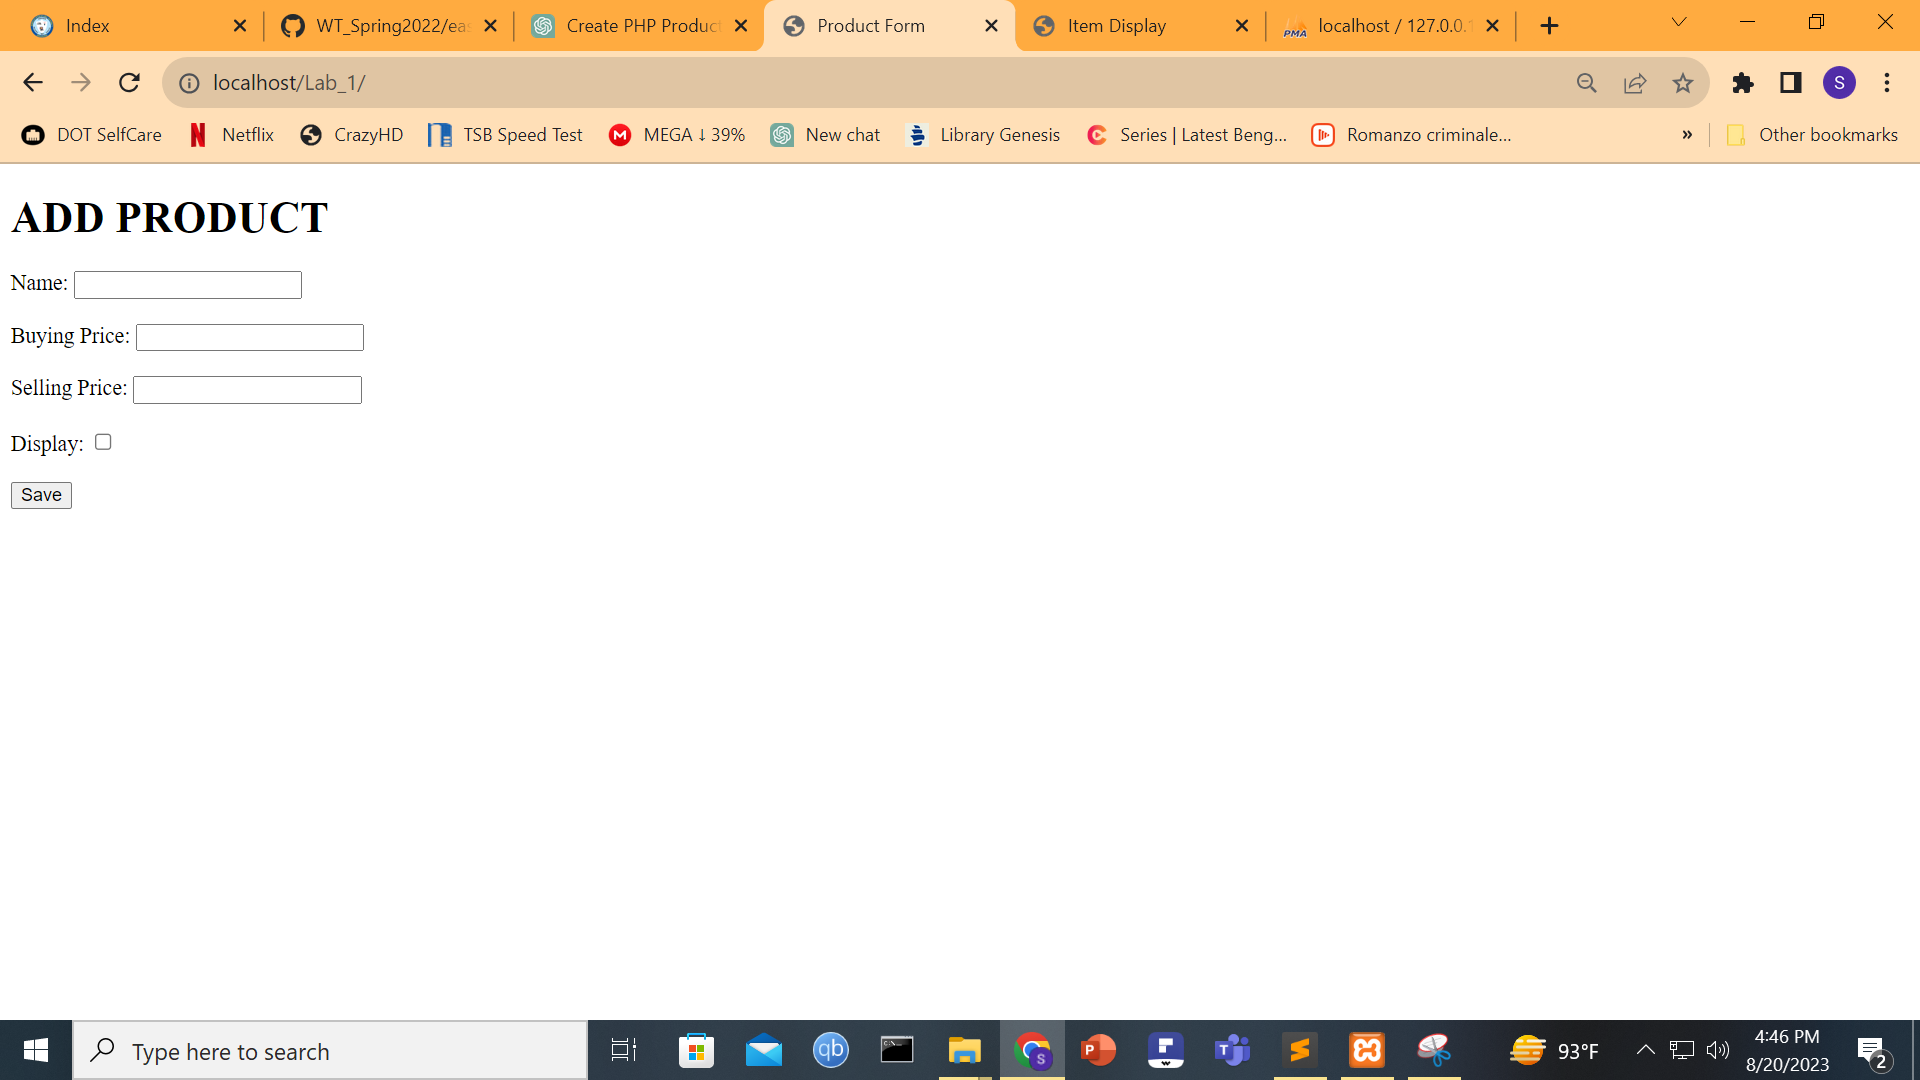 Index
WT_Spring2022/eas
Create PHP Product
Product Form
Item Display
localhost / 127.0.0.1
localhost/Lab_1/
S
DOT SelfCare
Netflix
CrazyHD
TSB Speed Test
MEGA ↓ 39%
New chat
Library Genesis
Series | Latest Beng...
Romanzo criminale...
»
Other bookmarks
ADD PRODUCT
Name:
Buying Price:
Selling Price:
Display:
Save
Type here to search
93°F
4:46 PM
8/20/2023
2